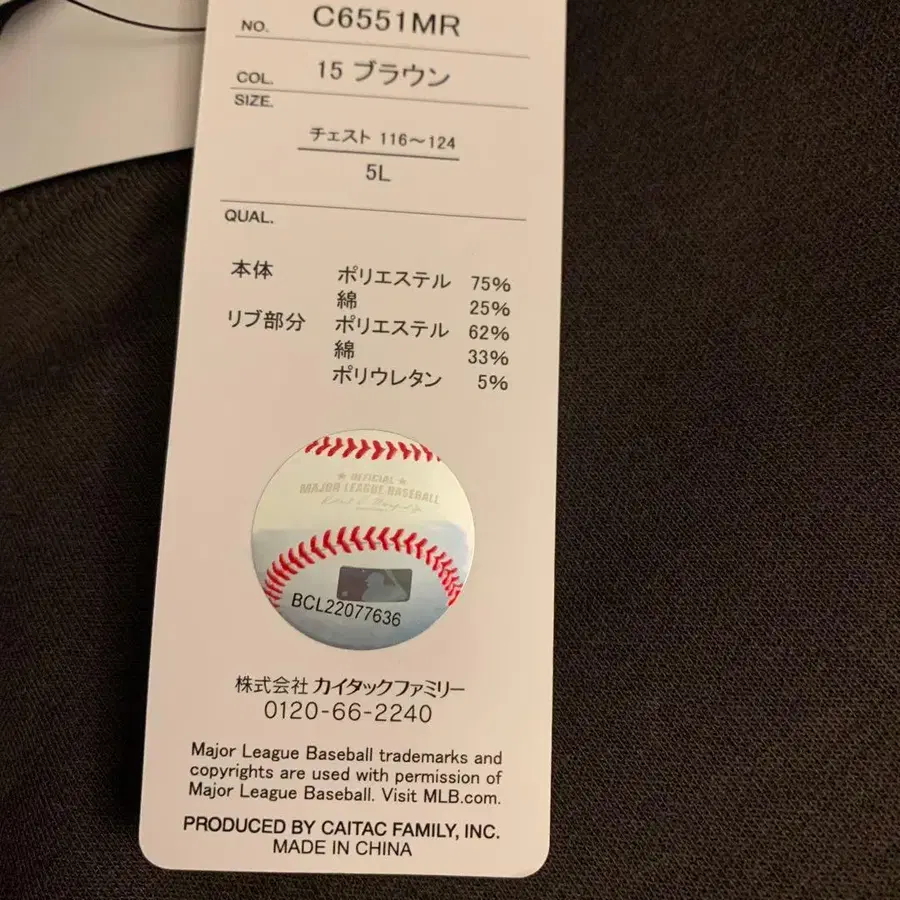 NO. C6551MR
COL. 15 ブラウン
SIZE.
チェスト 116～124
5L
QUAL.
本体 ポリエステル 75%
綿 25%
リブ部分 ポリエステル 62%
綿 33%
ポリウレタン 5%
★ OFFICIAL ★
MAJOR LEAGUE BASEBALL
BCL22077636
株式会社 カイタックファミリー
0120-66-2240
Major League Baseball trademarks and
copyrights are used with permission of
Major League Baseball. Visit MLB.com.
PRODUCED BY CAITAC FAMILY, INC.
MADE IN CHINA